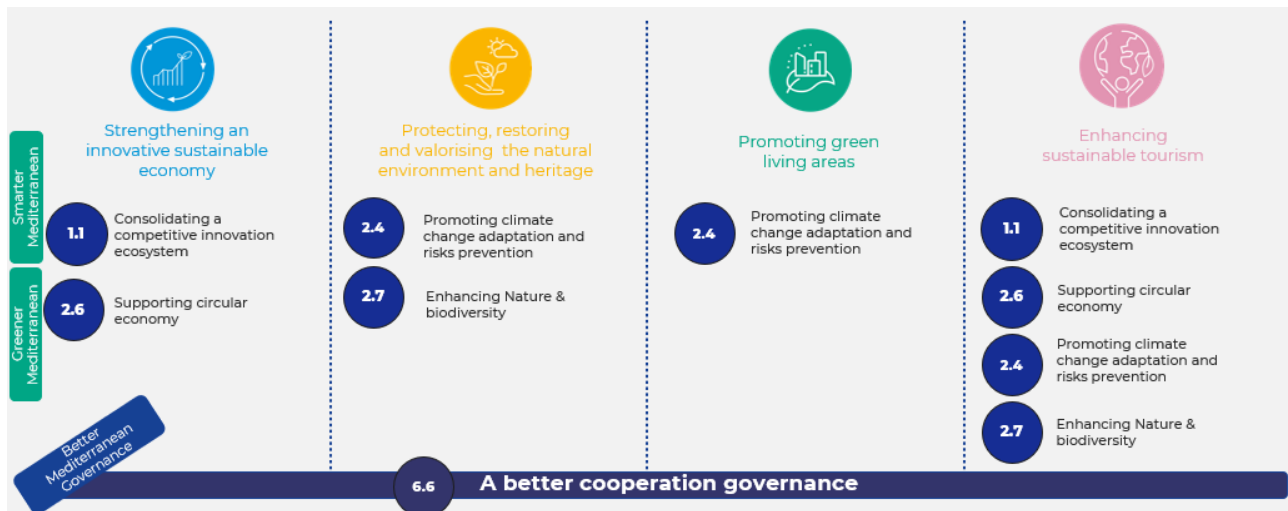 Smarter
Mediterranean
Greener
Mediterranean
Better
Mediterranean
Governance
Strengthening an
innovative sustainable
economy
1.1
Consolidating a
competitive innovation
ecosystem
2.6
Supporting circular
economy
Protecting, restoring
and valorising the natural
environment and heritage
2.4
Promoting climate
change adaptation and
risks prevention
2.7
Enhancing Nature &
biodiversity
Promoting green
living areas
2.4
Promoting climate
change adaptation and
risks prevention
Enhancing
sustainable tourism
1.1
Consolidating a
competitive innovation
ecosystem
2.6
Supporting circular
economy
2.4
Promoting climate
change adaptation and
risks prevention
2.7
Enhancing Nature &
biodiversity
6.6
A better cooperation governance